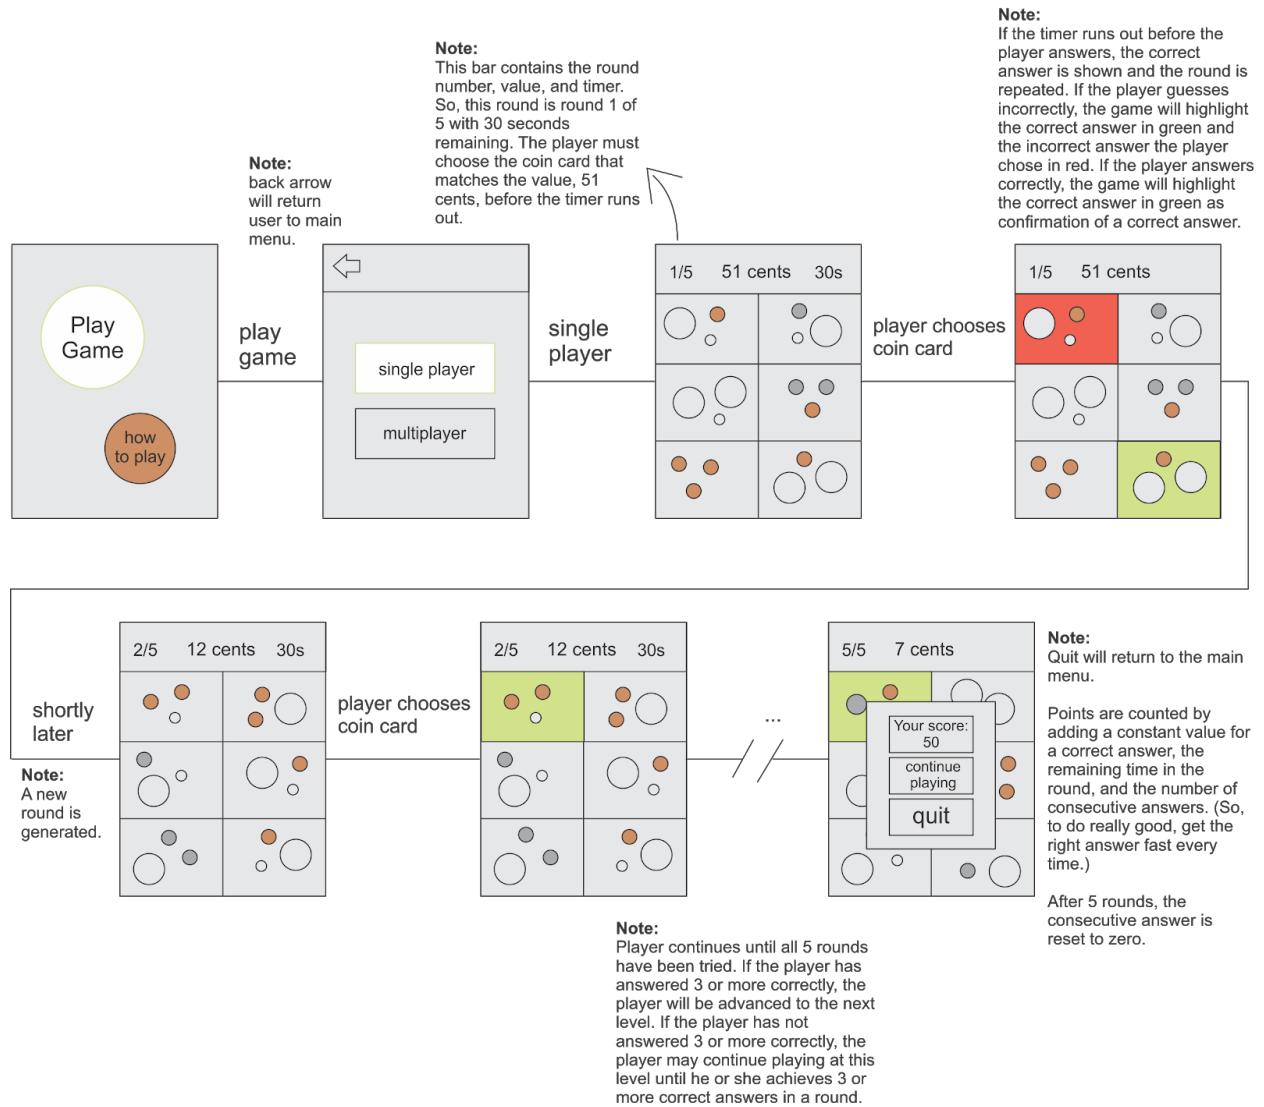 Note:
If the timer runs out before the
player answers, the correct
answer is shown and the round is
repeated. If the player guesses
incorrectly, the game will highlight
the correct answer in green and
the incorrect answer the player
chose in red. If the player answers
correctly, the game will highlight
the correct answer in green as
confirmation of a correct answer.
Note:
This bar contains the round
number, value, and timer.
So, this round is round 1 of
5 with 30 seconds
remaining. The player must
choose the coin card that
matches the value, 51
cents, before the timer runs
out.
Note:
back arrow
will return
user to main
menu.
Play
Game
how
to play
play
game
single player
multiplayer
single
player
1/5 51 cents 30s
player chooses
coin card
1/5 51 cents
shortly
later
Note:
A new
round is
generated.
2/5 12 cents 30s
player chooses
coin card
2/5 12 cents 30s
...
5/5 7 cents
Your score:
50
continue
playing
quit
Note:
Quit will return to the main
menu.
Points are counted by
adding a constant value for
a correct answer, the
remaining time in the
round, and the number of
consecutive answers. (So,
to do really good, get the
right answer fast every
time.)
After 5 rounds, the
consecutive answer is
reset to zero.
Note:
Player continues until all 5 rounds
have been tried. If the player has
answered 3 or more correctly, the
player will be advanced to the next
level. If the player has not
answered 3 or more correctly, the
player may continue playing at this
level until he or she achieves 3 or
more correct answers in a round.